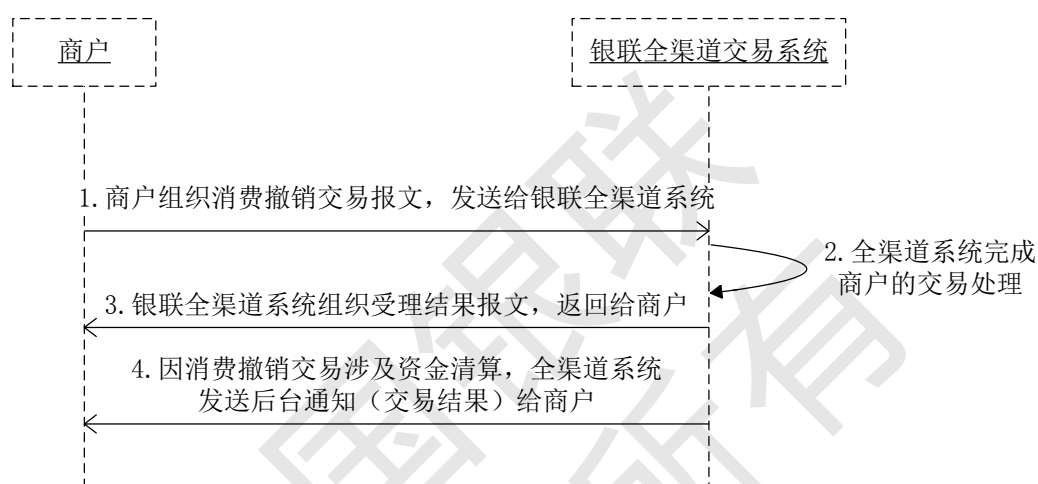 商户
银联全渠道交易系统
1.商户组织消费撤销交易报文，发送给银联全渠道系统
2.全渠道系统完成
商户的交易处理
3.银联全渠道系统组织受理结果报文，返回给商户
4.因消费撤销交易涉及资金清算，全渠道系统
发送后台通知（交易结果）给商户
国银联
所有